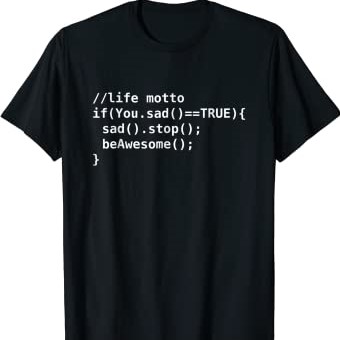 //life motto
if(You.sad()==TRUE){
 sad().stop();
 beAwesome();
}